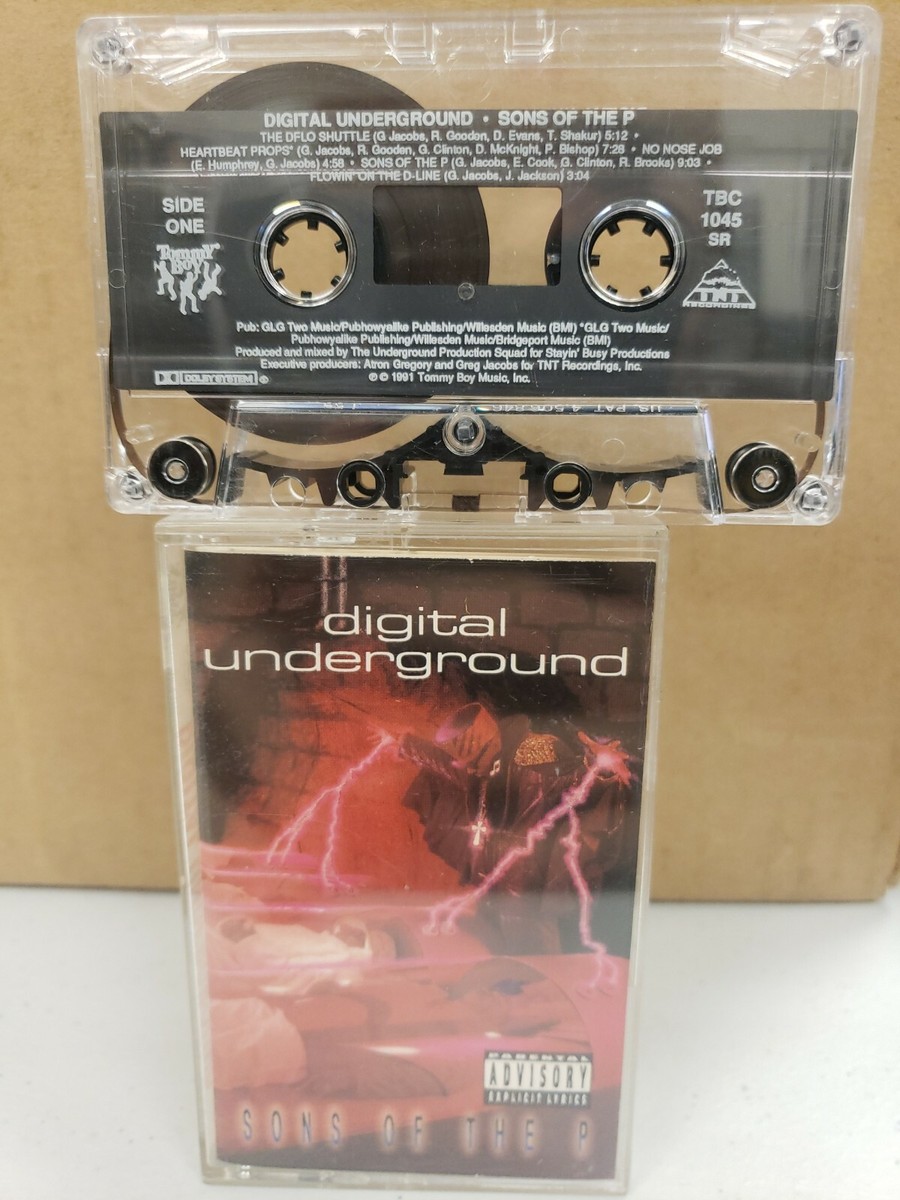 DIGITAL UNDERGROUND • SONS OF THE P
THE DFLO SHUTTLE (G Jacobs, R. Gooden, D. Evans, T. Shakur) 5:12 •
HEARTBEAT PROPS* (G. Jacobs, R. Gooden, G. Clinton, D. McKnight, P. Bishop) 7:28 • NO NOSE JOB
(E. Humphrey, G. Jacobs) 4:58 • SONS OF THE P (G. Jacobs, E. Cook, G. Clinton, R. Brooks) 9:03 •
FLOWIN' ON THE D-LINE (G. Jacobs, J. Jackson) 3:04
SIDE
ONE
Tommy
Boy
TBC
1045
SR
TNT
RECORDINGS
Pub: GLG Two Music/Pubhowyalike Publishing/Willesden Music (BMI) *GLG Two Music/
Pubhowyalike Publishing/Willesden Music/Bridgeport Music (BMI)
Produced and mixed by The Underground Production Squad for Stayin' Busy Productions
Executive producers: Atron Gregory and Greg Jacobs for TNT Recordings, Inc.
℗ © 1991 Tommy Boy Music, Inc.
DOLBY SYSTEM ®
US. PAT
digital
underground
PARENTAL
ADVISORY
EXPLICIT LYRICS
SONS OF THE P